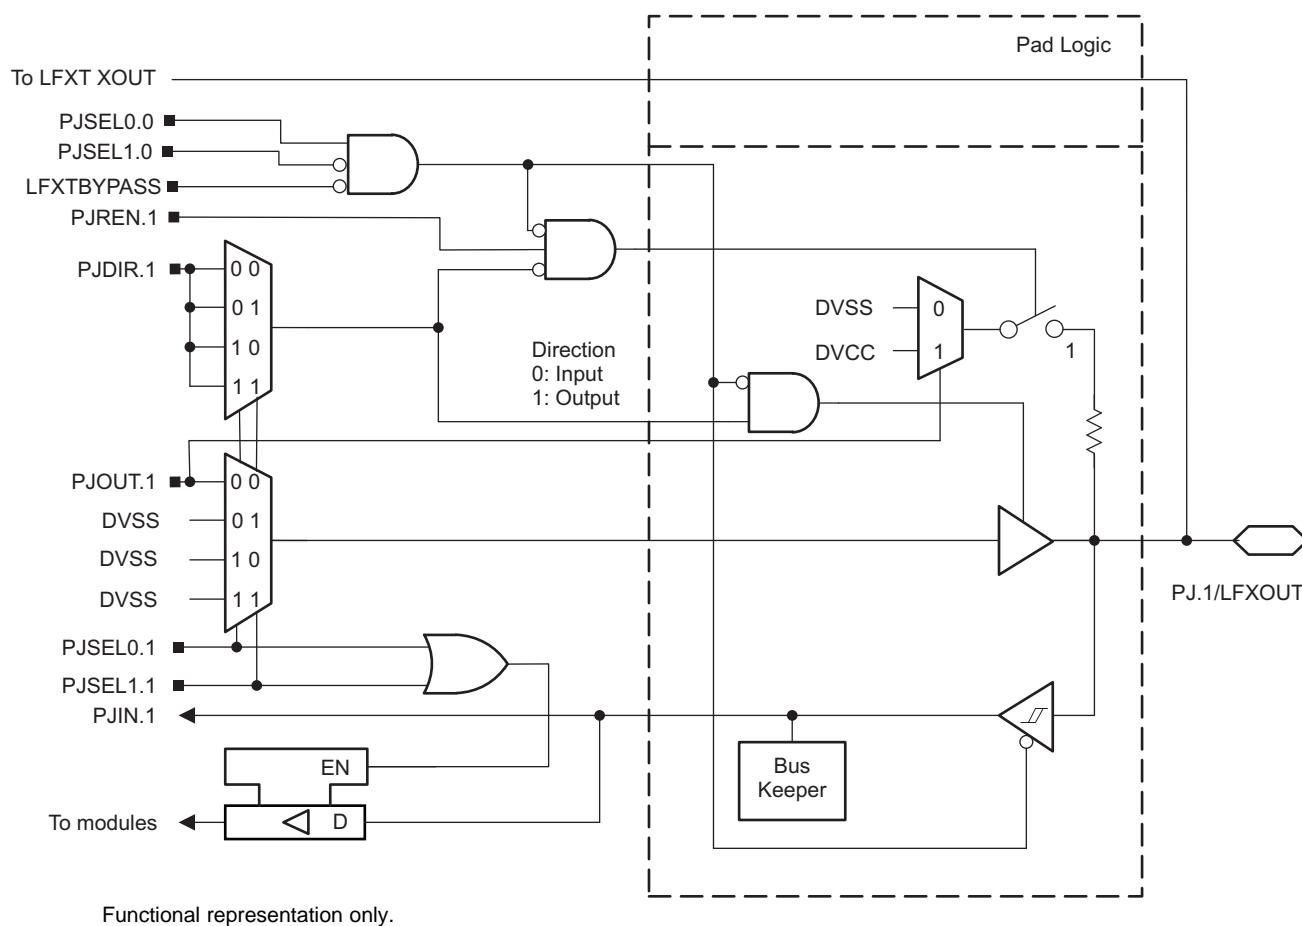 Pad Logic
To LFXT XOUT
PJSEL0.0
PJSEL1.0
LFXTBYPASS
PJREN.1
PJDIR.1
0 0
0 1
1 0
1 1
Direction
0: Input
1: Output
DVSS
0
DVCC
1
1
PJOUT.1
0 0
DVSS
0 1
DVSS
1 0
DVSS
1 1
PJ.1/LFXOUT
PJSEL0.1
PJSEL1.1
PJIN.1
EN
Bus
Keeper
To modules
D
Functional representation only.